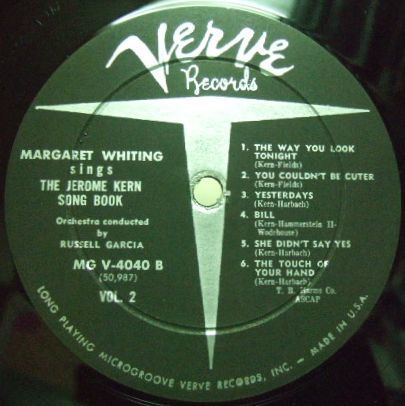 Verve
Records
MARGARET WHITING
sings
THE JEROME KERN
SONG BOOK
Orchestra conducted
by
RUSSELL GARCIA
MG V-4040 B
(50,987)
VOL. 2
1. THE WAY YOU LOOK
TONIGHT
(Kern-Fields)
2. YOU COULDN'T BE CUTER
(Kern-Fields)
3. YESTERDAYS
(Kern-Harbach)
4. BILL
(Kern-Hammerstein II-
Wodehouse)
5. SHE DIDN'T SAY YES
(Kern-Harbach)
6. THE TOUCH OF
YOUR HAND
(Kern-Harbach)
T. B. Harms Co.
ASCAP
LONG PLAYING MICROGROOVE VERVE RECORDS, INC. — MADE IN U.S.A.